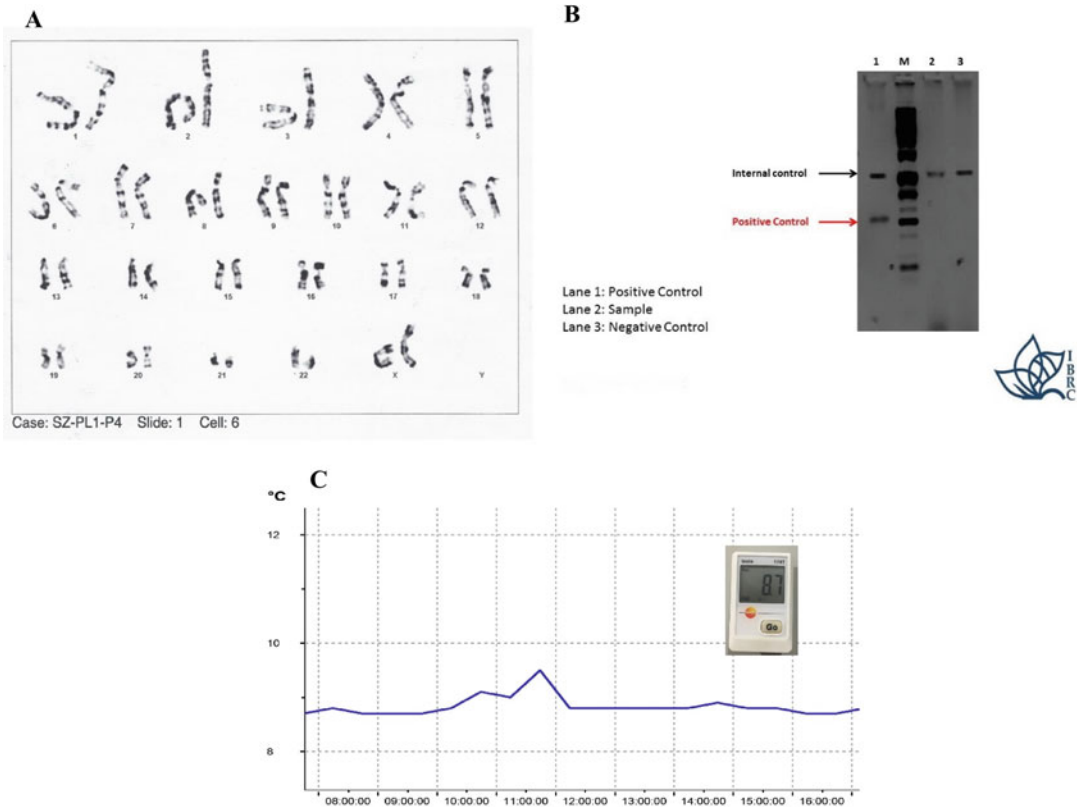 A
1 2 3 4 5
6 7 8 9 10 11 12
13 14 15 16 17 18
19 20 21 22 X Y
Case: SZ-PL1-P4 Slide: 1 Cell: 6
B
1 M 2 3
Internal control
Positive Control
Lane 1: Positive Control
Lane 2: Sample
Lane 3: Negative Control
I
B
R
C
C
°C
12
10
8
8.7
Go
08:00:00 09:00:00 10:00:00 11:00:00 12:00:00 13:00:00 14:00:00 15:00:00 16:00:00